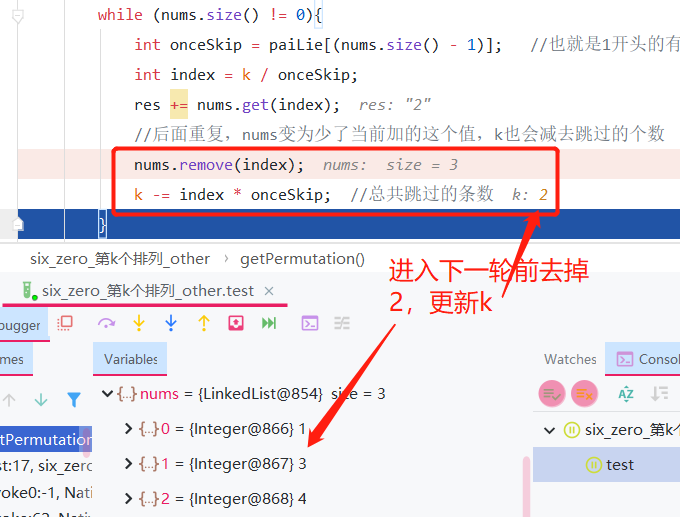 while (nums.size() != 0){
int onceSkip = paiLie[(nums.size() - 1)];   //也就是1开头的有
int index = k / onceSkip;
res += nums.get(index);  res: "2"
//后面重复，nums变为少了当前加的这个值，k也会减去跳过的个数
nums.remove(index);  nums:  size = 3
k -= index * onceSkip;  //总共跳过的条数  k: 2
}
six_zero_第k个排列_other > getPermutation()
进入下一轮前去掉
2，更新k
six_zero_第k个排列_other.test ×
bugger
mes
Variables
Watches
Conso
nums = {LinkedList@854}  size = 3
0 = {Integer@866} 1
1 = {Integer@867} 3
2 = {Integer@868} 4
tPermutation
t:17, six_zero
voke0:-1, Nati
six_zero_第k个
test